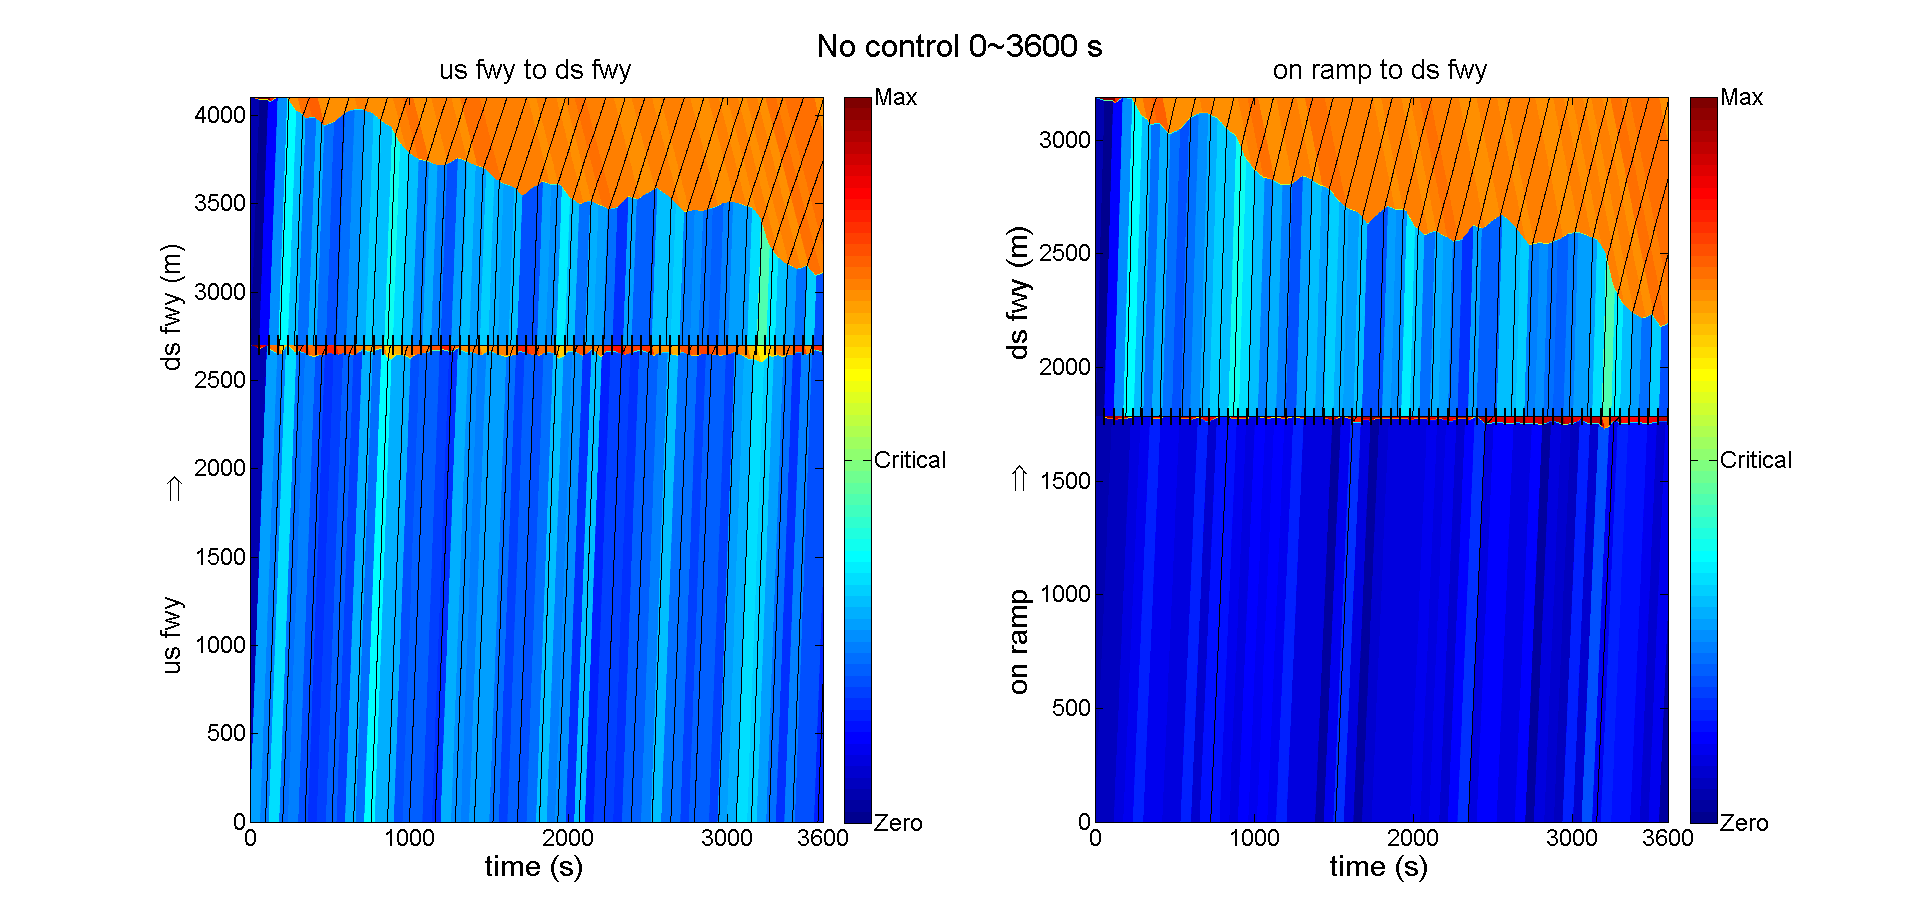 No control 0~3600 s
us fwy to ds fwy
4000
3500
3000
2500
2000
1500
1000
500
0
ds fwy (m)
⇒
us fwy
0
1000
2000
3000
3600
time (s)
Max
Critical
Zero
on ramp to ds fwy
3000
2500
2000
1500
1000
500
0
ds fwy (m)
⇒
on ramp
0
1000
2000
3000
3600
time (s)
Max
Critical
Zero